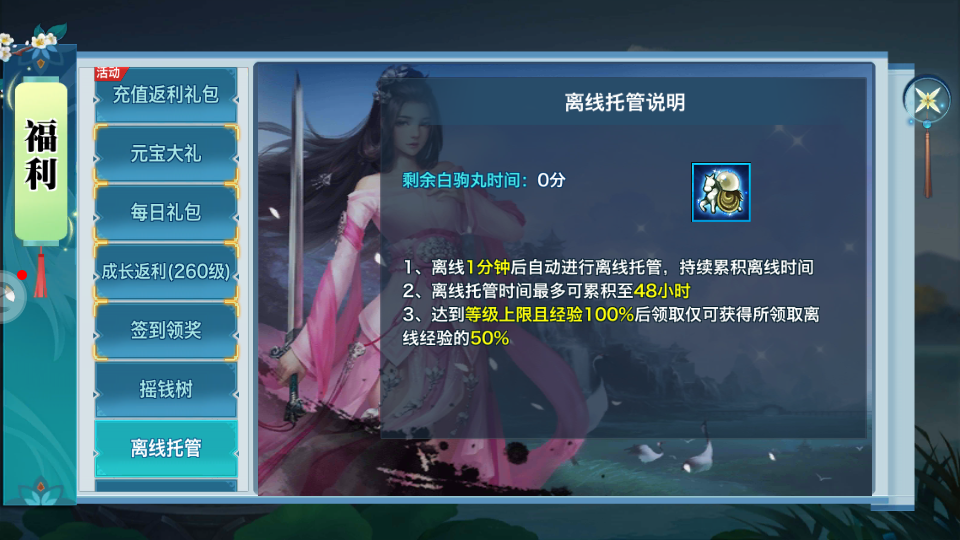 福利
活动
充值返利礼包
元宝大礼
每日礼包
成长返利(260级)
签到领奖
摇钱树
离线托管
离线托管说明
剩余白驹丸时间：0分
1、离线1分钟后自动进行离线托管，持续累积离线时间
2、离线托管时间最多可累积至48小时
3、达到等级上限且经验100%后领取仅可获得所领取离
线经验的50%